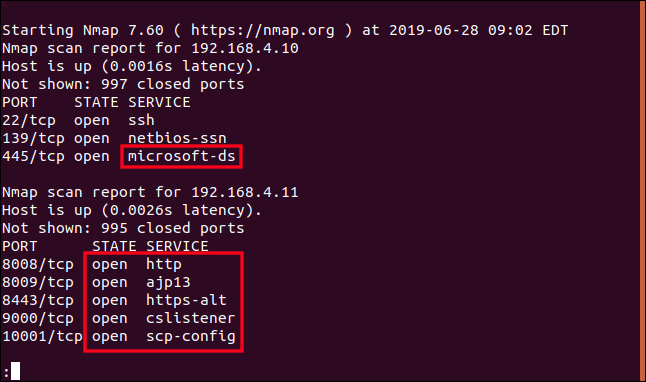 Starting Nmap 7.60 ( https://nmap.org ) at 2019-06-28 09:02 EDT
Nmap scan report for 192.168.4.10
Host is up (0.0016s latency).
Not shown: 997 closed ports
PORT    STATE SERVICE
22/tcp  open  ssh
139/tcp open  netbios-ssn
445/tcp open  microsoft-ds
Nmap scan report for 192.168.4.11
Host is up (0.0026s latency).
Not shown: 995 closed ports
PORT      STATE SERVICE
8008/tcp  open  http
8009/tcp  open  ajp13
8443/tcp  open  https-alt
9000/tcp  open  cslistener
10001/tcp open  scp-config
: